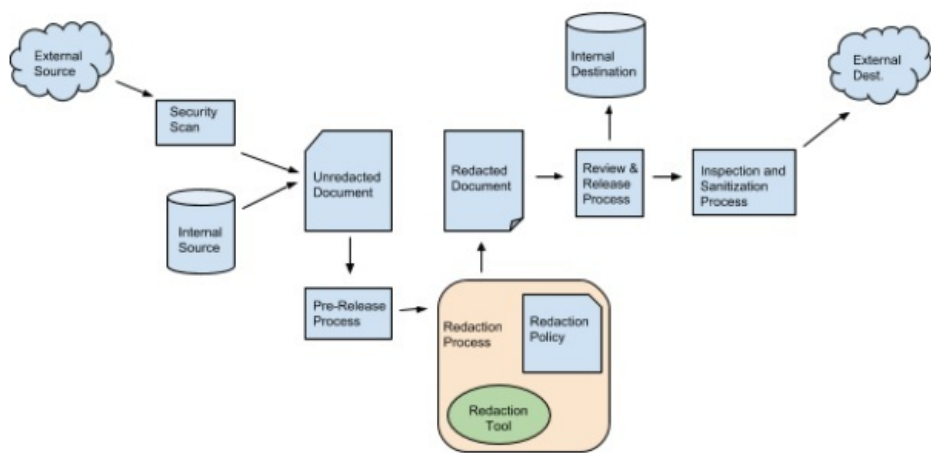 External
Source
Security
Scan
Internal
Source
Unredacted
Document
Pre-Release
Process
Redaction
Process
Redaction
Policy
Redaction
Tool
Redacted
Document
Review &
Release
Process
Internal
Destination
Inspection and
Sanitization
Process
External
Dest.